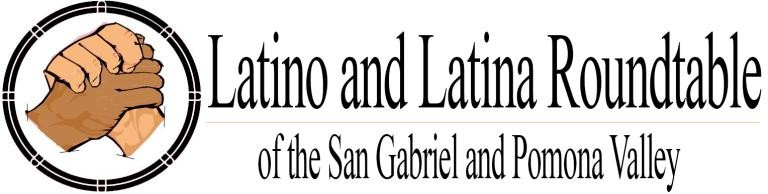 Latino and Latina Roundtable
of the San Gabriel and Pomona Valley